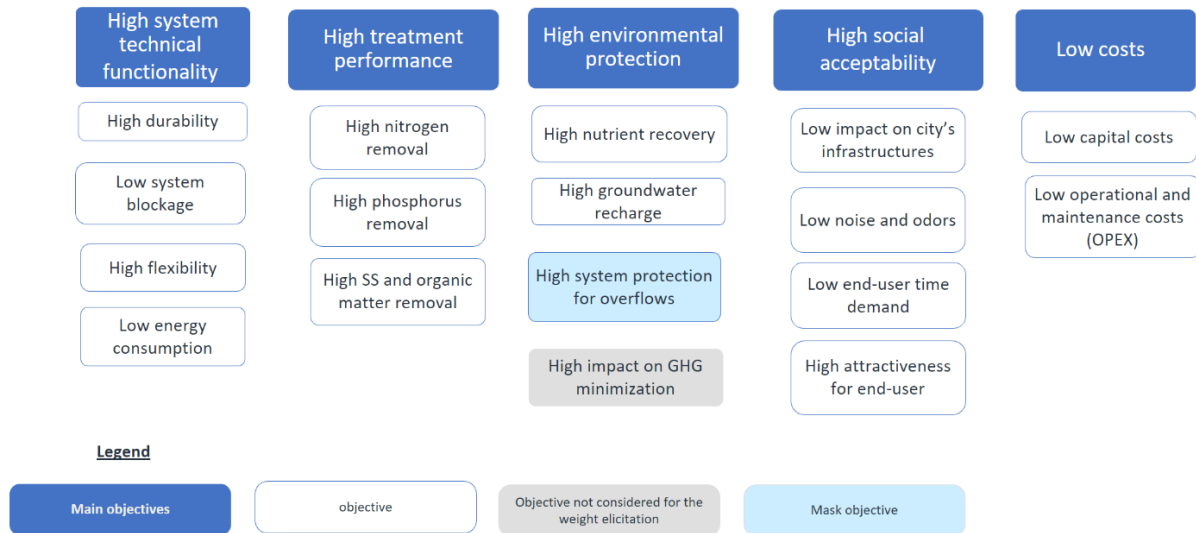 High system
technical
functionality
High durability
Low system
blockage
High flexibility
Low energy
consumption
High treatment
performance
High nitrogen
removal
High phosphorus
removal
High SS and organic
matter removal
High environmental
protection
High nutrient recovery
High groundwater
recharge
High system protection
for overflows
High impact on GHG
minimization
High social
acceptability
Low impact on city's
infrastructures
Low noise and odors
Low end-user time
demand
High attractiveness
for end-user
Low costs
Low capital costs
Low operational and
maintenance costs
(OPEX)
Legend
Main objectives
objective
Objective not considered for the
weight elicitation
Mask objective